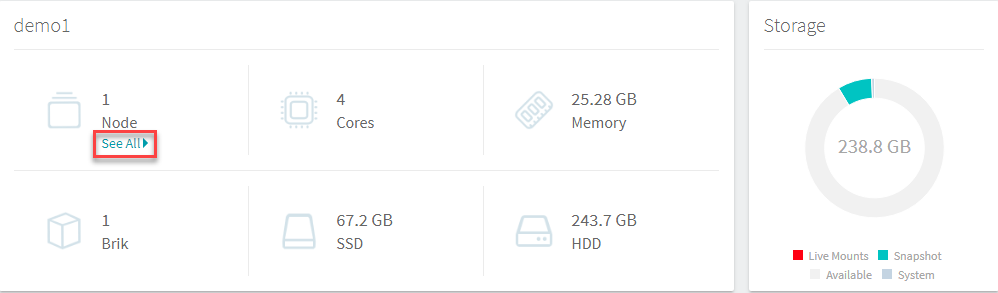 demo1
1
Node
See All
4
Cores
25.28 GB
Memory
1
Brik
67.2 GB
SSD
243.7 GB
HDD
Storage
238.8 GB
Live Mounts Snapshot
Available System